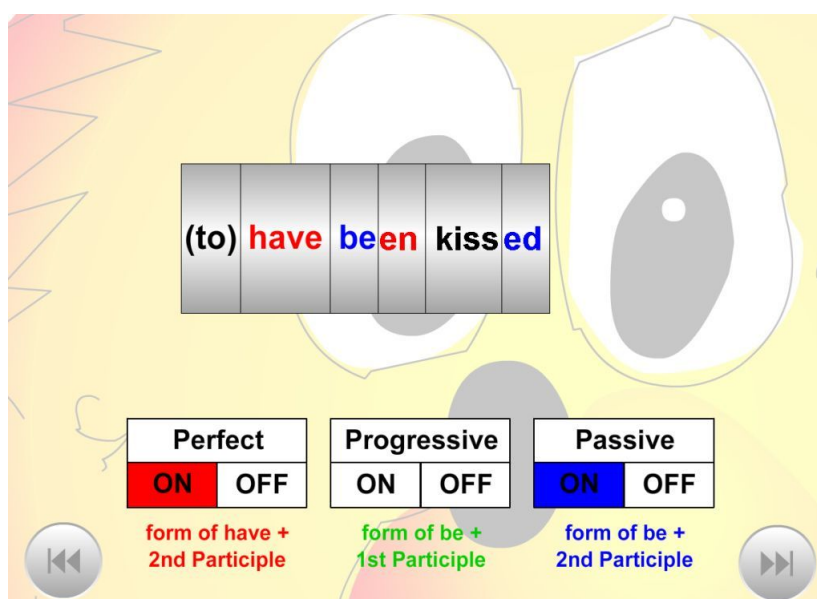 (to) have been kissed
Perfect
ON OFF
form of have +
2nd Participle
Progressive
ON OFF
form of be +
1st Participle
Passive
ON OFF
form of be +
2nd Participle